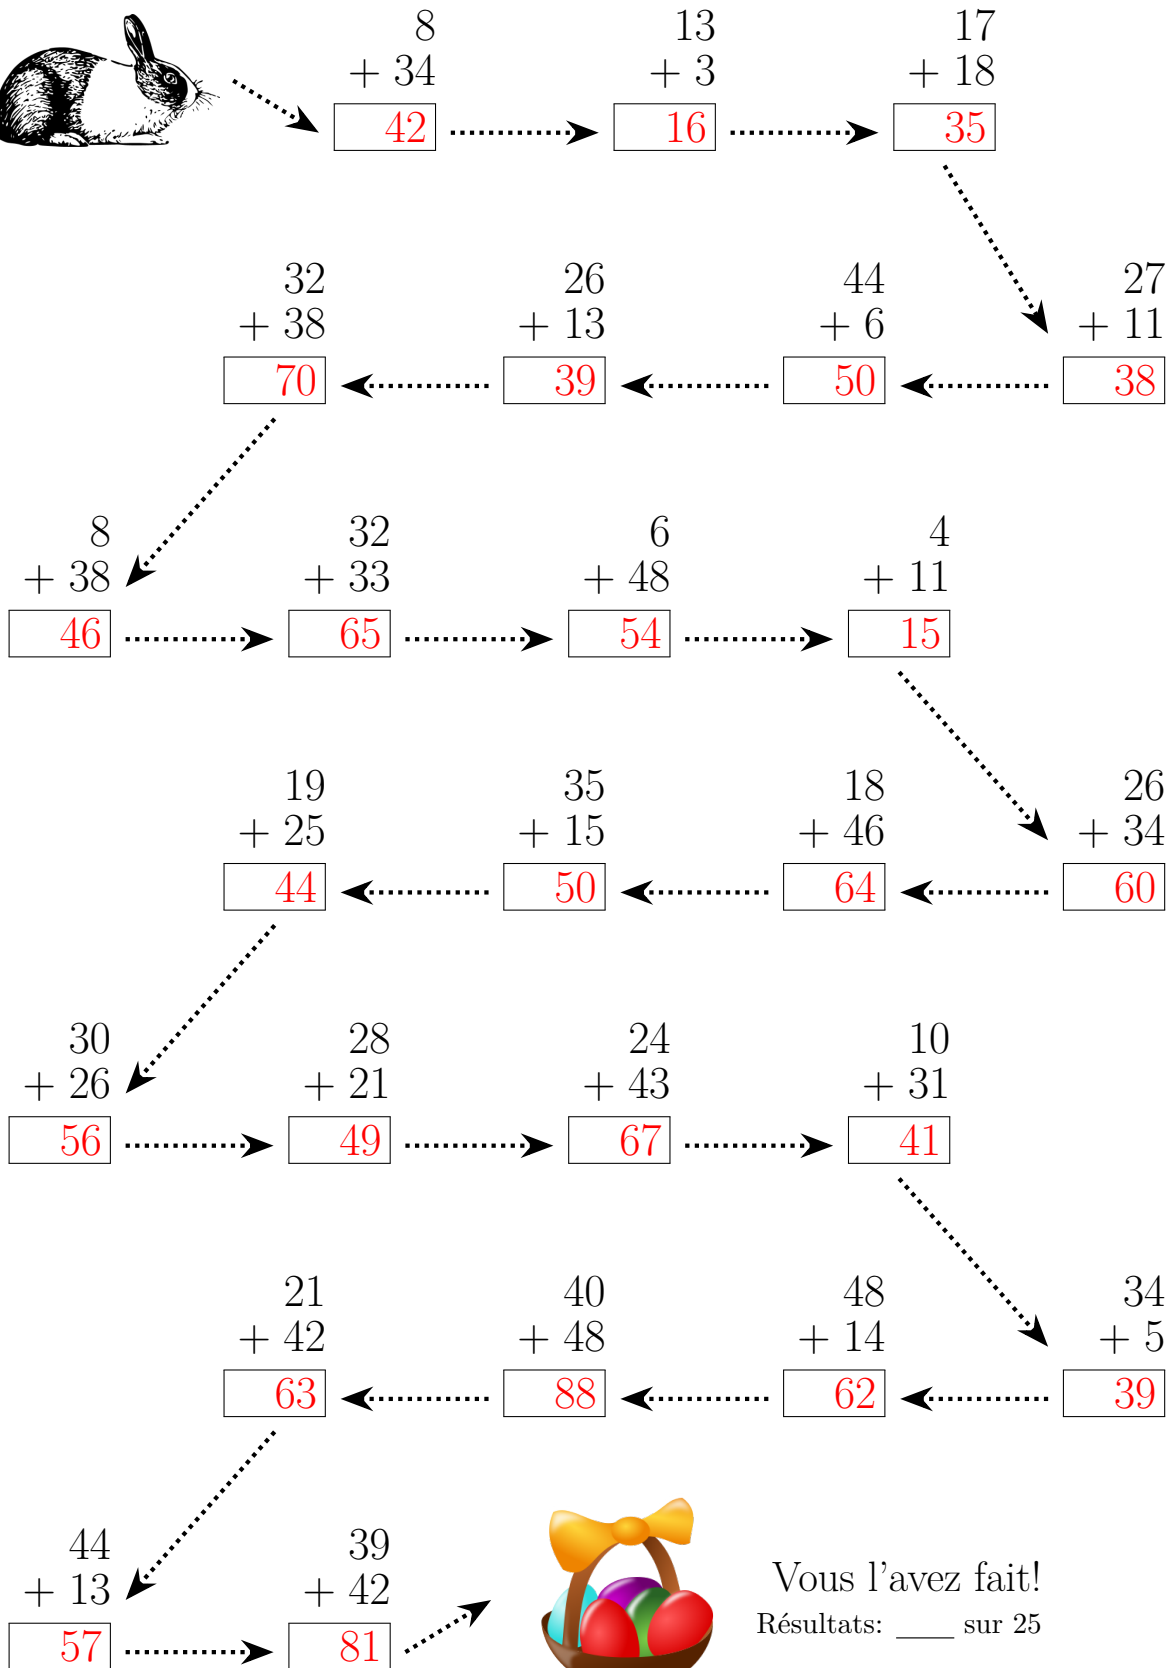 8 13 17
+ 34 + 3 + 18
42 16 35
32 26 44 27
+ 38 + 13 + 6 + 11
70 39 50 38
8 32 6 4
+ 38 + 33 + 48 + 11
46 65 54 15
19 35 18 26
+ 25 + 15 + 46 + 34
44 50 64 60
30 28 24 10
+ 26 + 21 + 43 + 31
56 49 67 41
21 40 48 34
+ 42 + 48 + 14 + 5
63 88 62 39
44 39
+ 13 + 42
57 81
Vous l'avez fait!
Résultats: ____ sur 25